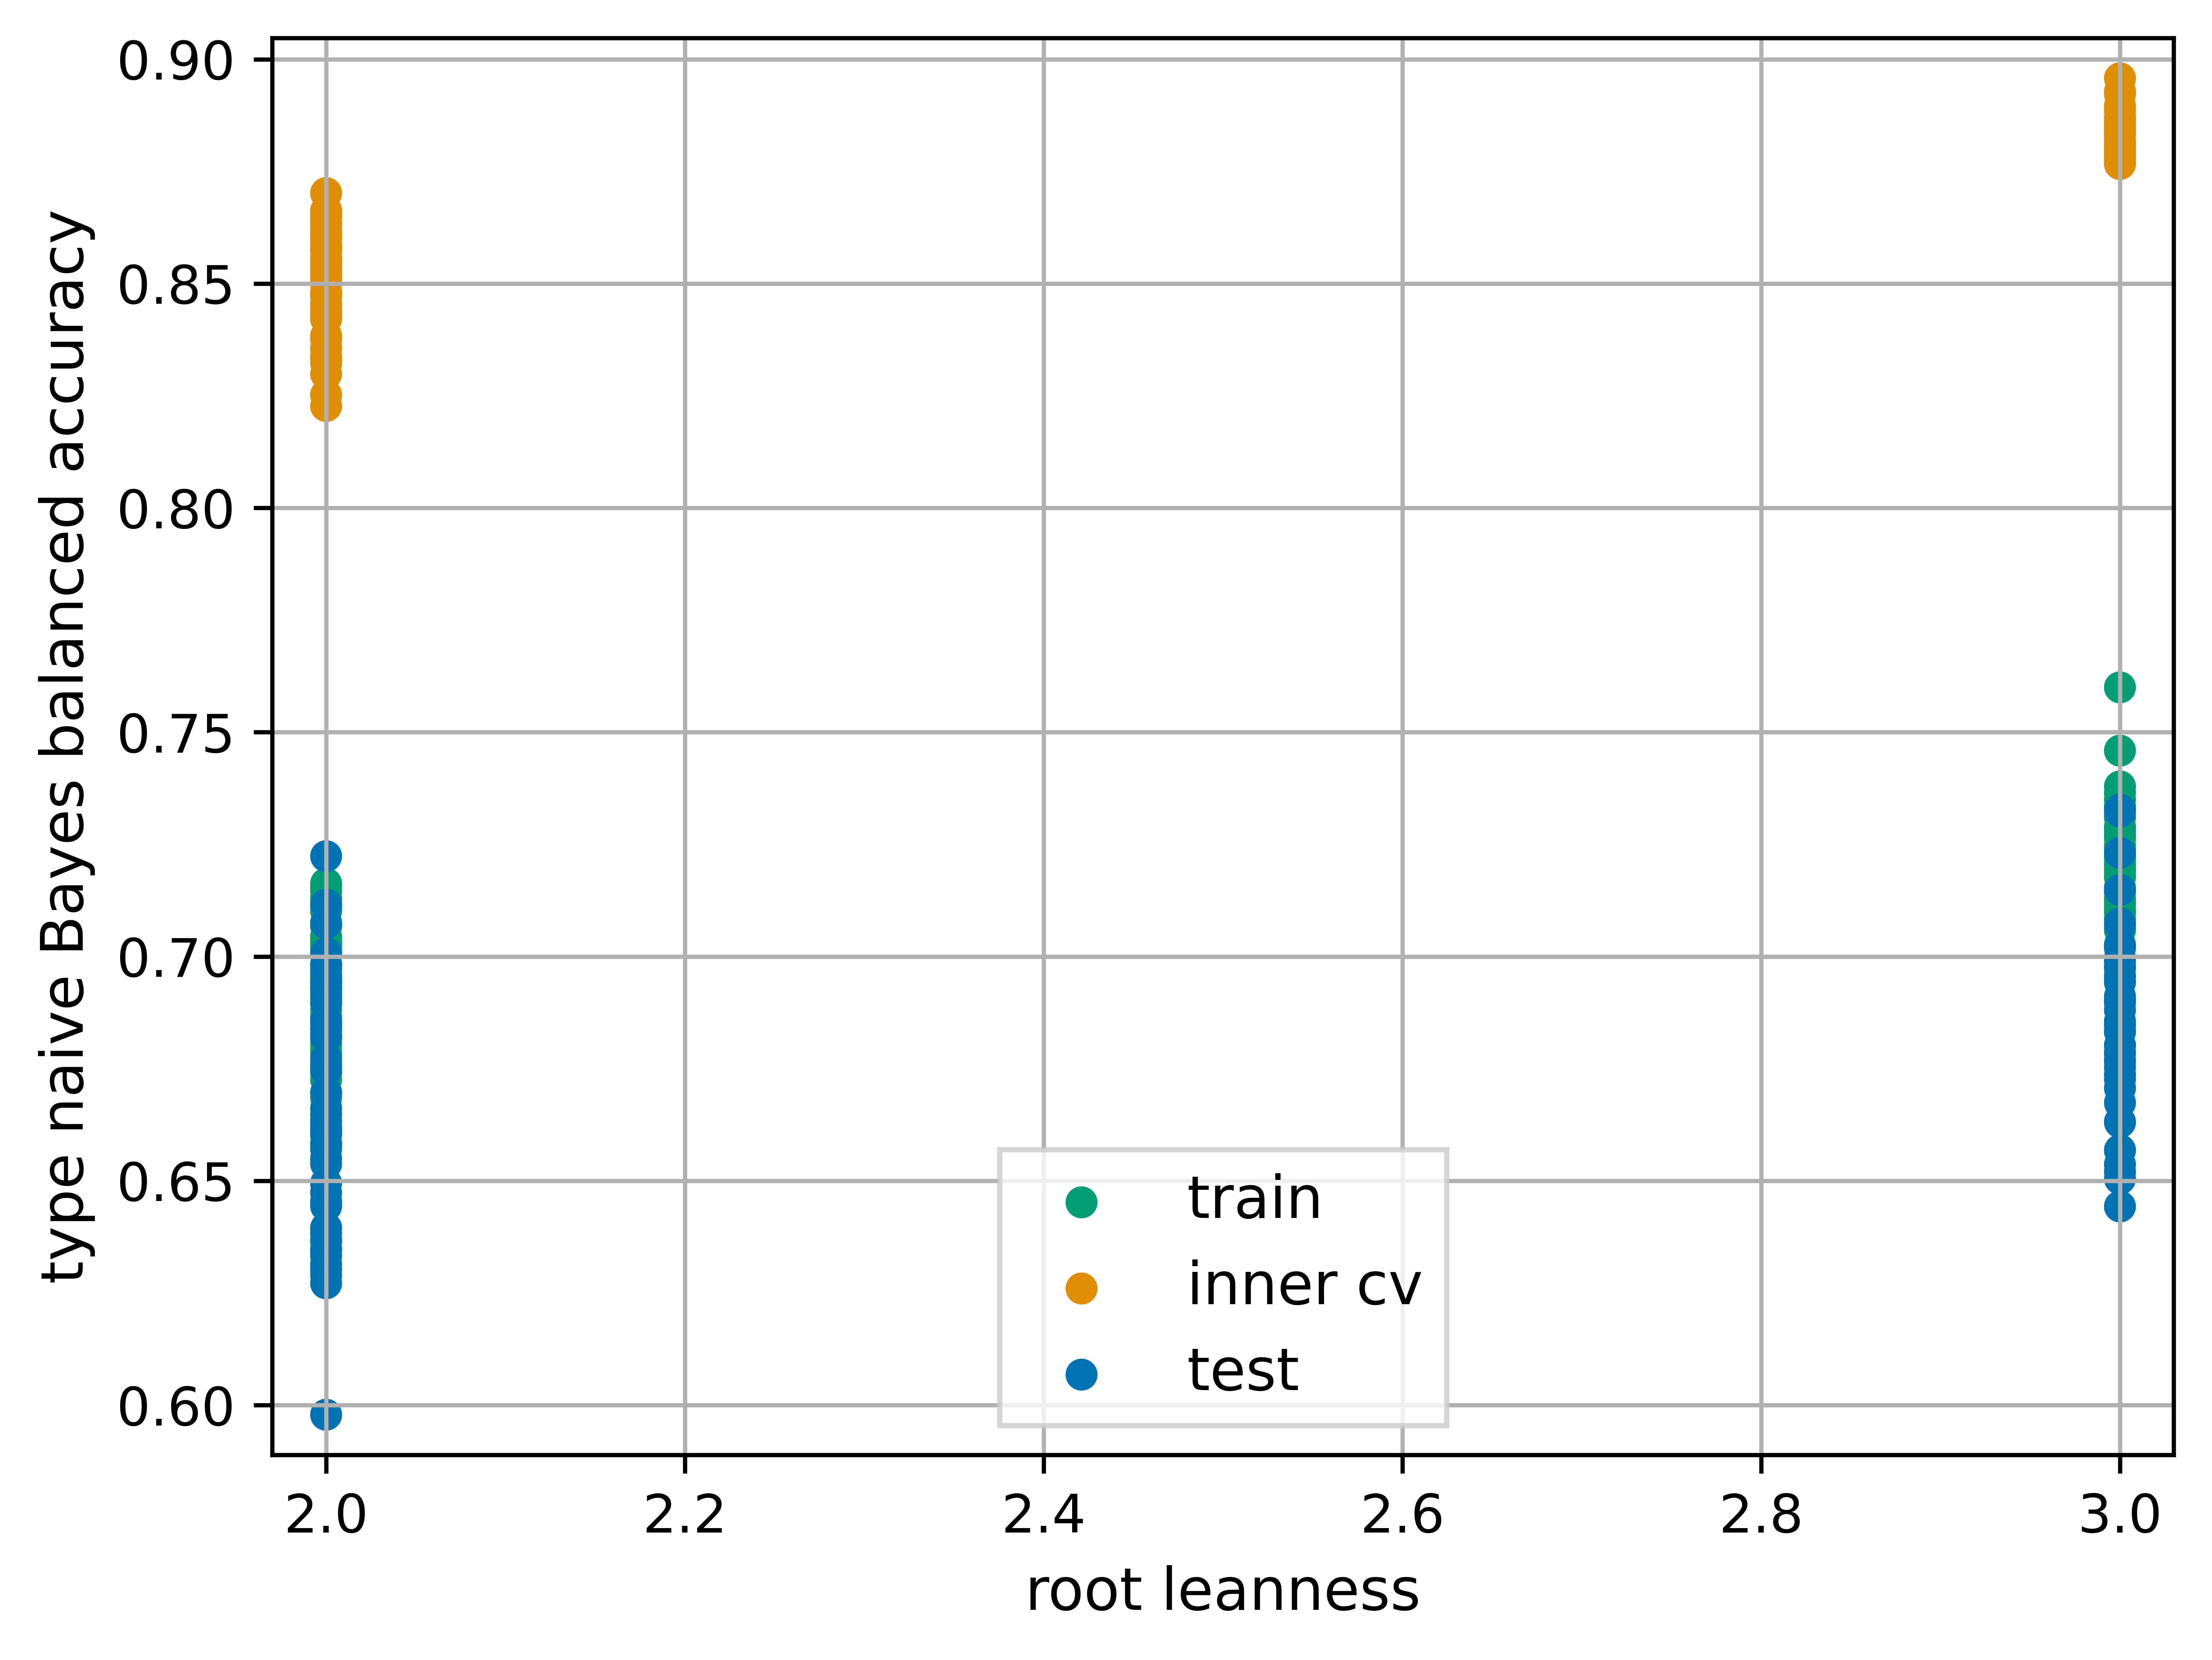 type naive Bayes balanced accuracy
0.90
0.85
0.80
0.75
0.70
0.65
0.60
train
inner cv
test
2.0 2.2 2.4 2.6 2.8 3.0
root leanness